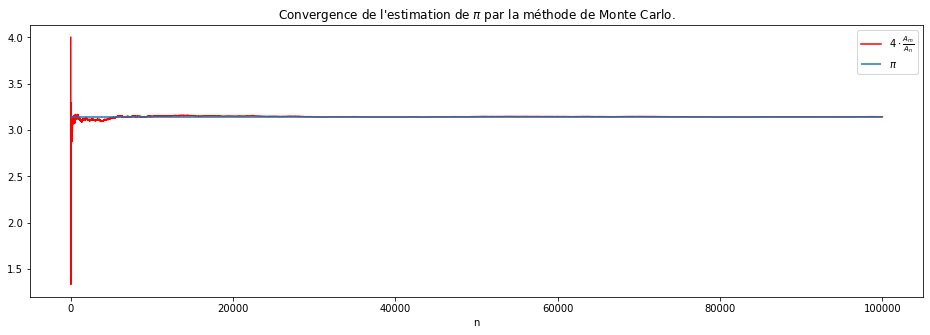 Convergence de l'estimation de π par la méthode de Monte Carlo.
4 · A_m/A_n
π
4.0
3.5
3.0
2.5
2.0
1.5
0 20000 40000 60000 80000 100000
n